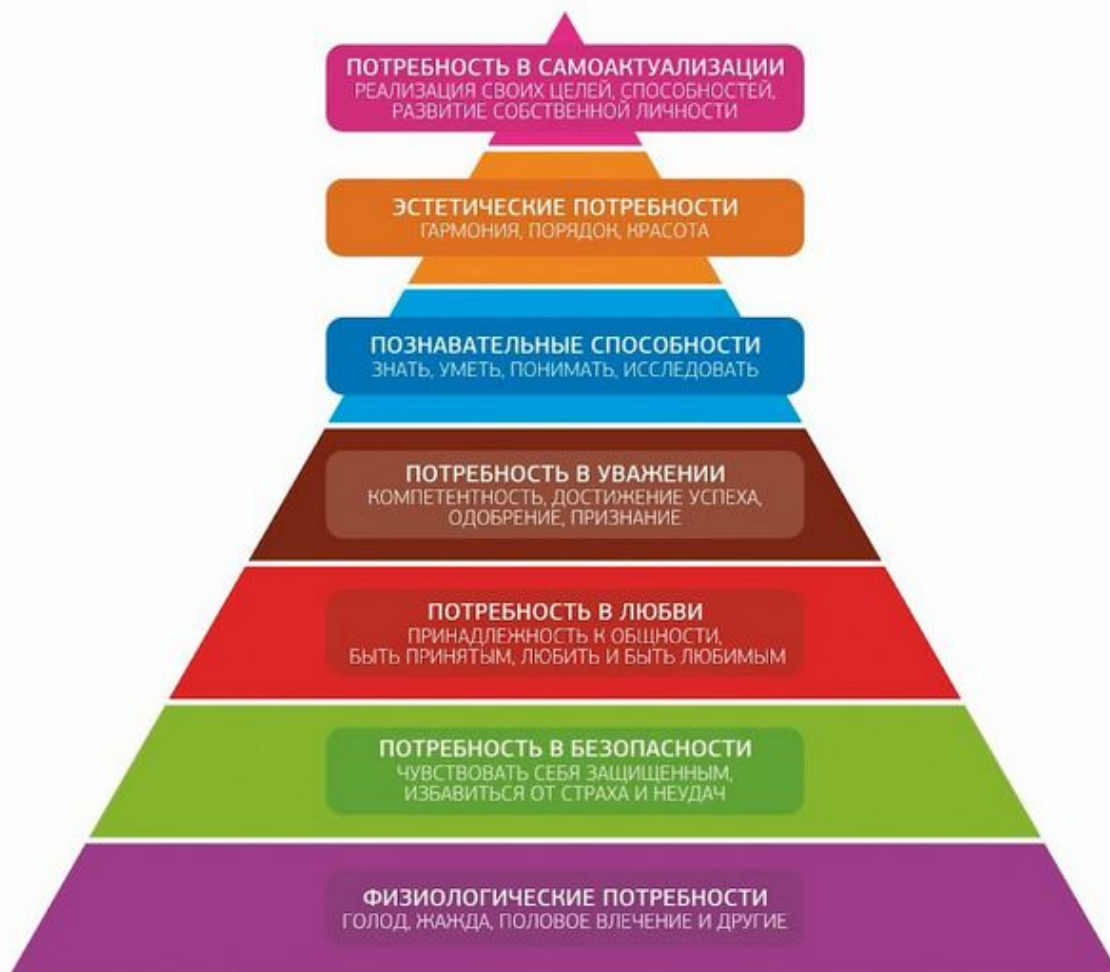 ПОТРЕБНОСТЬ В САМОАКТУАЛИЗАЦИИ
РЕАЛИЗАЦИЯ СВОИХ ЦЕЛЕЙ, СПОСОБНОСТЕЙ,
РАЗВИТИЕ СОБСТВЕННОЙ ЛИЧНОСТИ
ЭСТЕТИЧЕСКИЕ ПОТРЕБНОСТИ
ГАРМОНИЯ, ПОРЯДОК, КРАСОТА
ПОЗНАВАТЕЛЬНЫЕ СПОСОБНОСТИ
ЗНАТЬ, УМЕТЬ, ПОНИМАТЬ, ИССЛЕДОВАТЬ
ПОТРЕБНОСТЬ В УВАЖЕНИИ
КОМПЕТЕНТНОСТЬ, ДОСТИЖЕНИЕ УСПЕХА,
ОДОБРЕНИЕ, ПРИЗНАНИЕ
ПОТРЕБНОСТЬ В ЛЮБВИ
ПРИНАДЛЕЖНОСТЬ К ОБЩНОСТИ,
БЫТЬ ПРИНЯТЫМ, ЛЮБИТЬ И БЫТЬ ЛЮБИМЫМ
ПОТРЕБНОСТЬ В БЕЗОПАСНОСТИ
ЧУВСТВОВАТЬ СЕБЯ ЗАЩИЩЕННЫМ,
ИЗБАВИТЬСЯ ОТ СТРАХА И НЕУДАЧ
ФИЗИОЛОГИЧЕСКИЕ ПОТРЕБНОСТИ
ГОЛОД, ЖАЖДА, ПОЛОВОЕ ВЛЕЧЕНИЕ И ДРУГИЕ